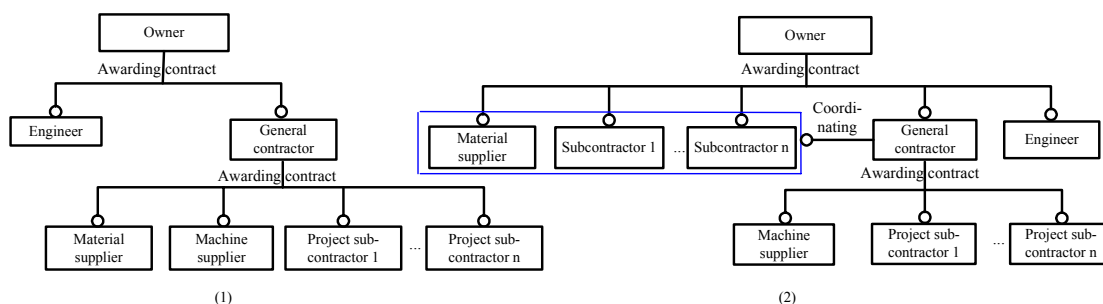 Owner
Awarding contract
Engineer
General
contractor
Awarding contract
Material
supplier
Machine
supplier
Project sub-
contractor 1
...
Project sub-
contractor n
(1)
Owner
Awarding contract
Material
supplier
Subcontractor 1
...
Subcontractor n
Coordi-
nating
General
contractor
Engineer
Awarding contract
Machine
supplier
Project sub-
contractor 1
...
Project sub-
contractor n
(2)